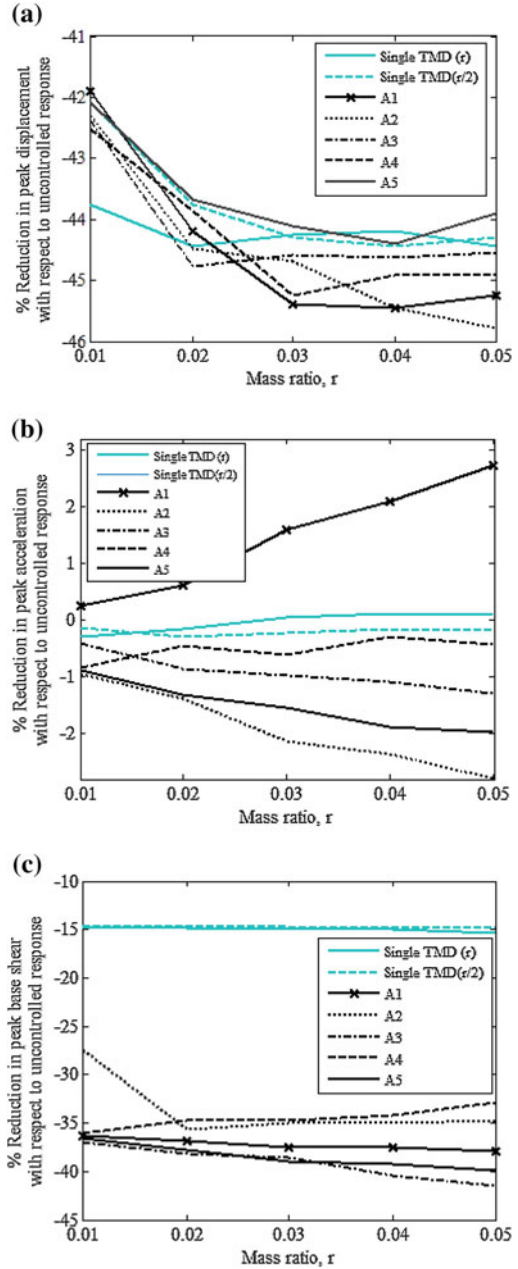 (a)
-41
-42
-43
-44
-45
-46
% Reduction in peak displacement
with respect to uncontrolled response
Single TMD (r)
Single TMD(r/2)
A1
A2
A3
A4
A5
0.01 0.02 0.03 0.04 0.05
Mass ratio, r
(b)
3
2
1
0
-1
-2
% Reduction in peak acceleration
with respect to uncontrolled response
Single TMD (r)
Single TMD(r/2)
A1
A2
A3
A4
A5
0.01 0.02 0.03 0.04 0.05
Mass ratio, r
(c)
-10
-15
-20
-25
-30
-35
-40
-45
% Reduction in peak base shear
with respect to uncontrolled response
Single TMD (r)
Single TMD(r/2)
A1
A2
A3
A4
A5
0.01 0.02 0.03 0.04 0.05
Mass ratio, r